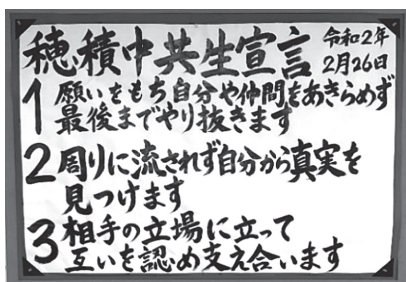 穂積中共生宣言
令和2年
2月26日
1 願いをもち自分や仲間をあきらめず
最後までやり抜きます
2 周りに流されず自分から真実を
見つけます
3 相手の立場に立って
互いを認め支え合います